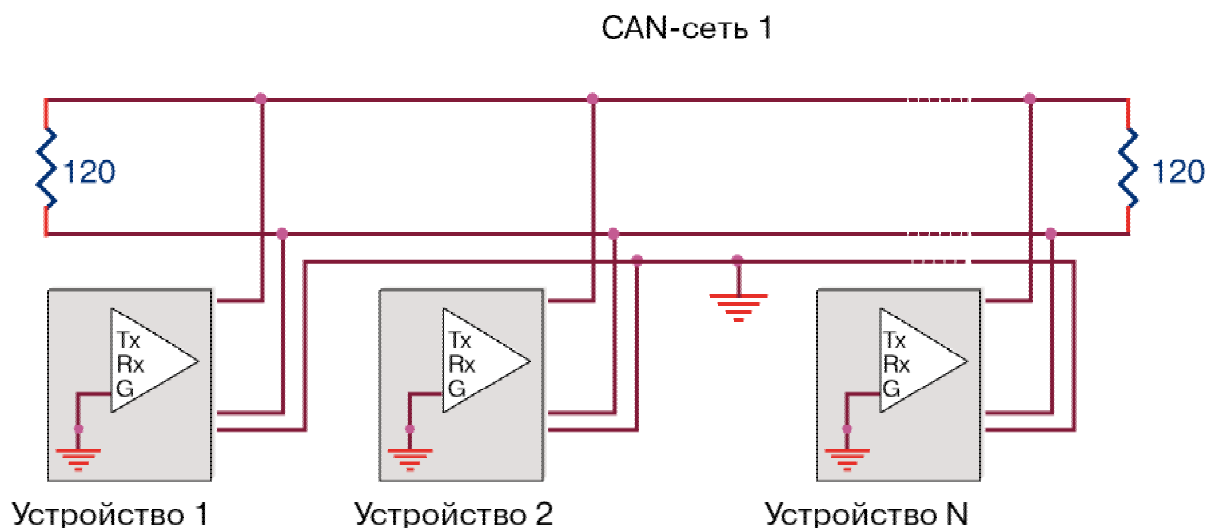 CAN-сеть 1
120
120
Tx
Rx
G
Tx
Rx
G
Tx
Rx
G
Устройство 1
Устройство 2
Устройство N